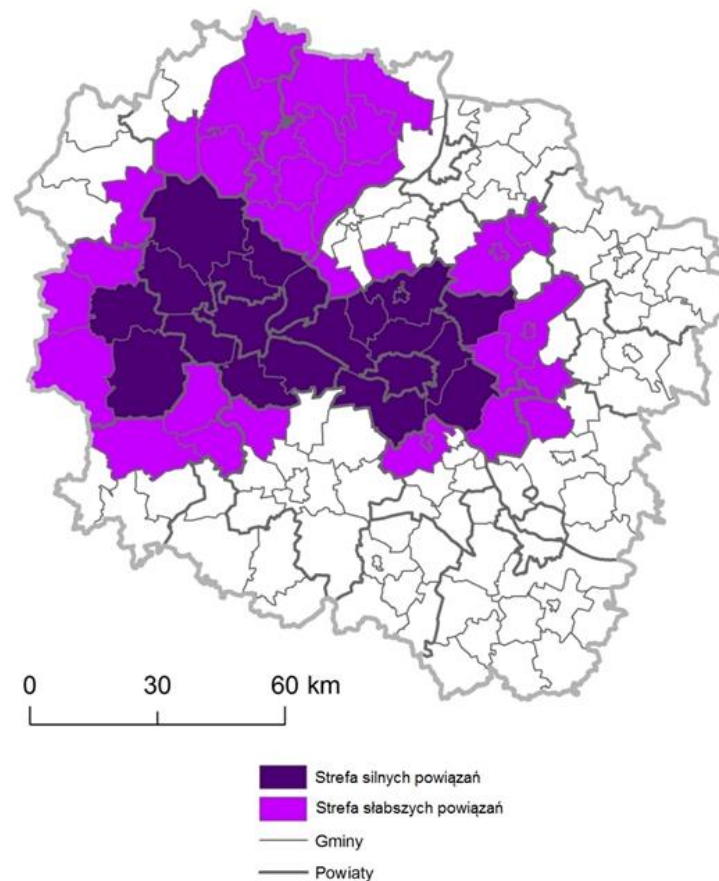 0 30 60 km
Strefa silnych powiązań
Strefa słabszych powiązań
Gminy
Powiaty